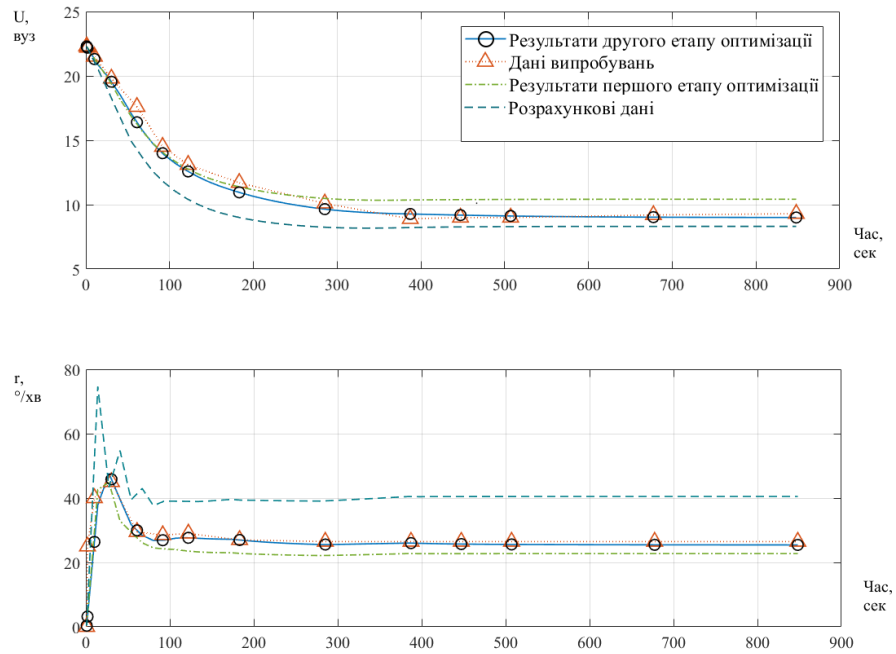 U,
вуз
25
20
15
10
5
Результати другого етапу оптимізації
Дані випробувань
Результати першого етапу оптимізації
Розрахункові дані
Час,
сек
0 100 200 300 400 500 600 700 800 900
r,
°/хв
80
60
40
20
0
Час,
сек
0 100 200 300 400 500 600 700 800 900